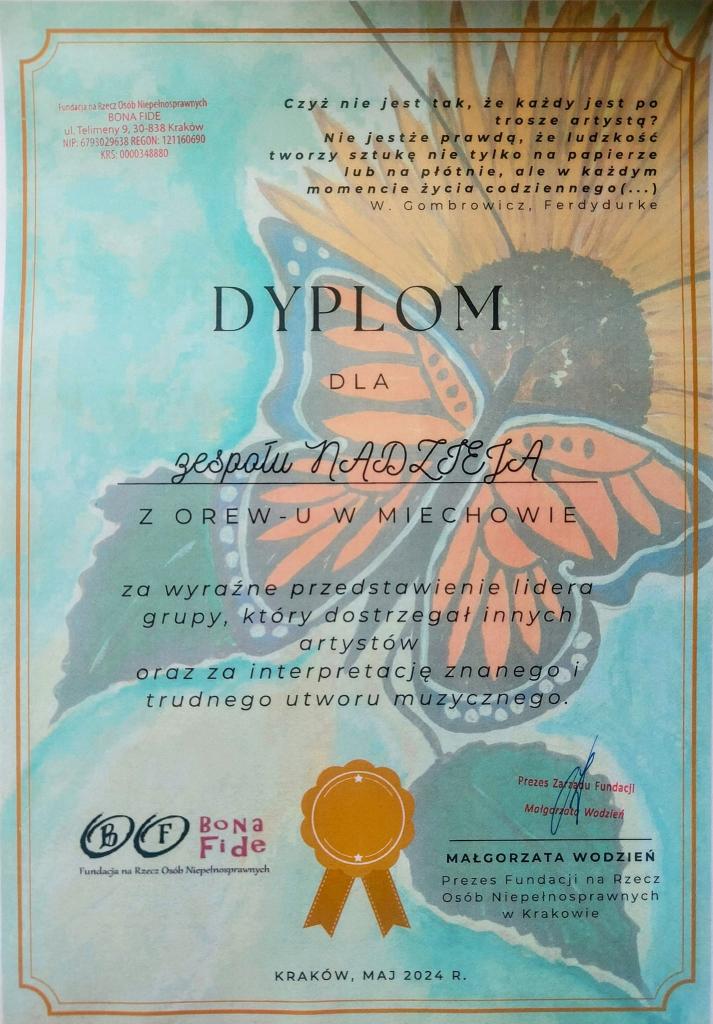 Fundacja na Rzecz Osób Niepełnosprawnych
BONA FIDE
ul. Telimeny 9, 30-838 Kraków
NIP: 6793029638 REGON: 121160690
KRS: 0000348880
Czyż nie jest tak, że każdy jest po
trosze artystą?
Nie jestże prawdą, że ludzkość
tworzy sztukę nie tylko na papierze
lub na płótnie, ale w każdym
momencie życia codziennego(...)
W. Gombrowicz, Ferdydurke
DYPLOM
DLA
zespołu NADZIEJA
Z OREW-U W MIECHOWIE
za wyraźne przedstawienie lidera
grupy, który dostrzegał innych
artystów
oraz za interpretację znanego i
trudnego utworu muzycznego.
B F BONA
Fide
Fundacja na Rzecz Osób Niepełnosprawnych
Prezes Zarządu Fundacji
Małgorzata Wodzień
MAŁGORZATA WODZIEŃ
Prezes Fundacji na Rzecz
Osób Niepełnosprawnych
w Krakowie
KRAKÓW, MAJ 2024 R.